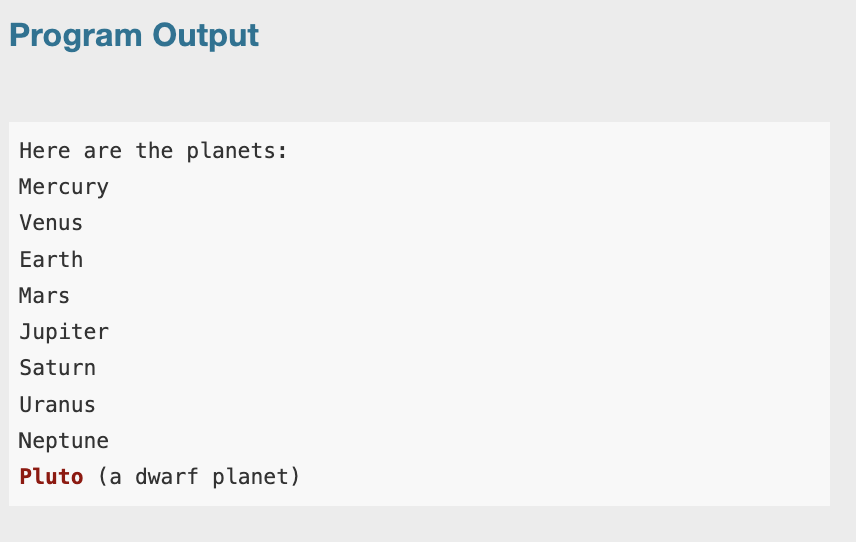 Program Output
Here are the planets:
Mercury
Venus
Earth
Mars
Jupiter
Saturn
Uranus
Neptune
Pluto (a dwarf planet)